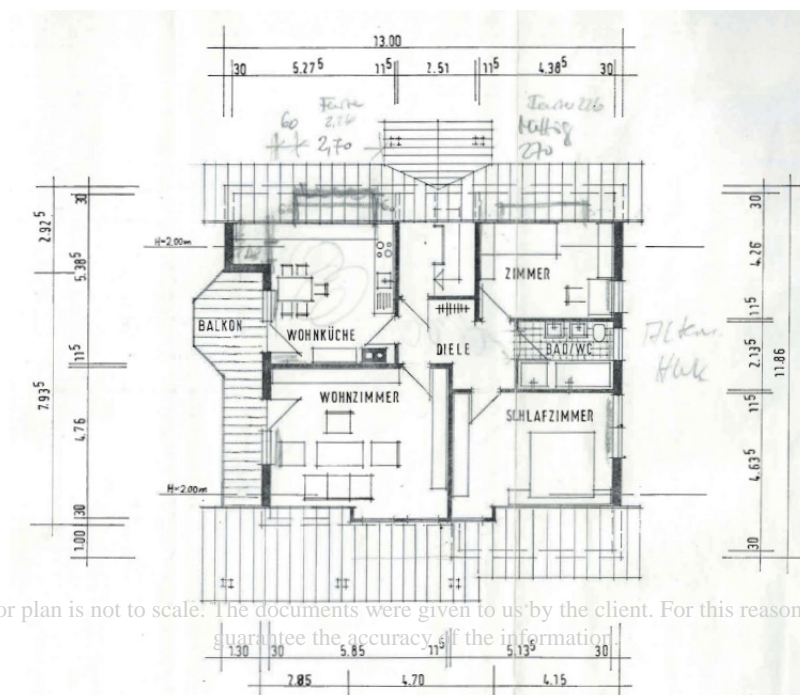 13.00
30 5.27⁵ 11⁵ 2.51 11⁵ 4.38⁵ 30
60
2,70
270
2.92⁵
30
30
H=2.00m
5.38⁵
4.26
ZIMMER
BALKON
WOHNKÜCHE
DIELE
BAD/WC
11⁵
11⁵
2.13⁵
11.86
WOHNZIMMER
SCHLAFZIMMER
7.93⁵
4.76
11⁵
4.63⁵
H=2.00m
30
1.00
30
or plan is not to scale. The documents were given to us by the client. For this reason
guarantee the accuracy of the information.
1.30 30 5.85 11⁵ 5.13⁵ 30
2.85 4.70 4.15